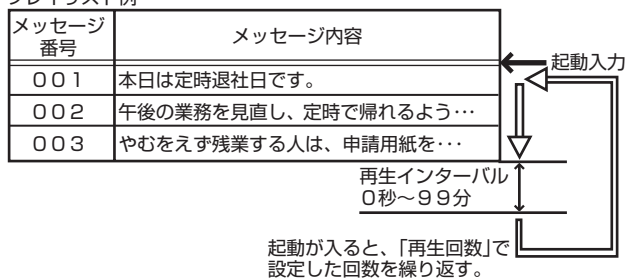 プレイリスト例
メッセージ
番号
メッセージ内容
起動入力
001
本日は定時退社日です。
002
午後の業務を見直し、定時で帰れるよう･･･
003
やむをえず残業する人は、申請用紙を･･･
再生インターバル
0秒～99分
起動が入ると、「再生回数」で
設定した回数を繰り返す。